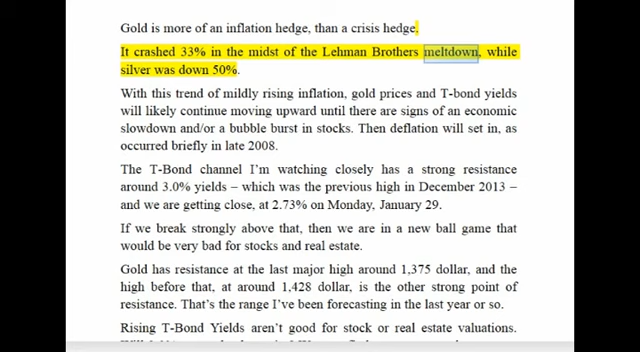 Gold is more of an inflation hedge, than a crisis hedge.
It crashed 33% in the midst of the Lehman Brothers meltdown, while
silver was down 50%.
With this trend of mildly rising inflation, gold prices and T-bond yields
will likely continue moving upward until there are signs of an economic
slowdown and/or a bubble burst in stocks. Then deflation will set in, as
occurred briefly in late 2008.
The T-Bond channel I'm watching closely has a strong resistance
around 3.0% yields – which was the previous high in December 2013 –
and we are getting close, at 2.73% on Monday, January 29.
If we break strongly above that, then we are in a new ball game that
would be very bad for stocks and real estate.
Gold has resistance at the last major high around 1,375 dollar, and the
high before that, at around 1,428 dollar, is the other strong point of
resistance. That's the range I've been forecasting in the last year or so.
Rising T-Bond Yields aren't good for stock or real estate valuations.